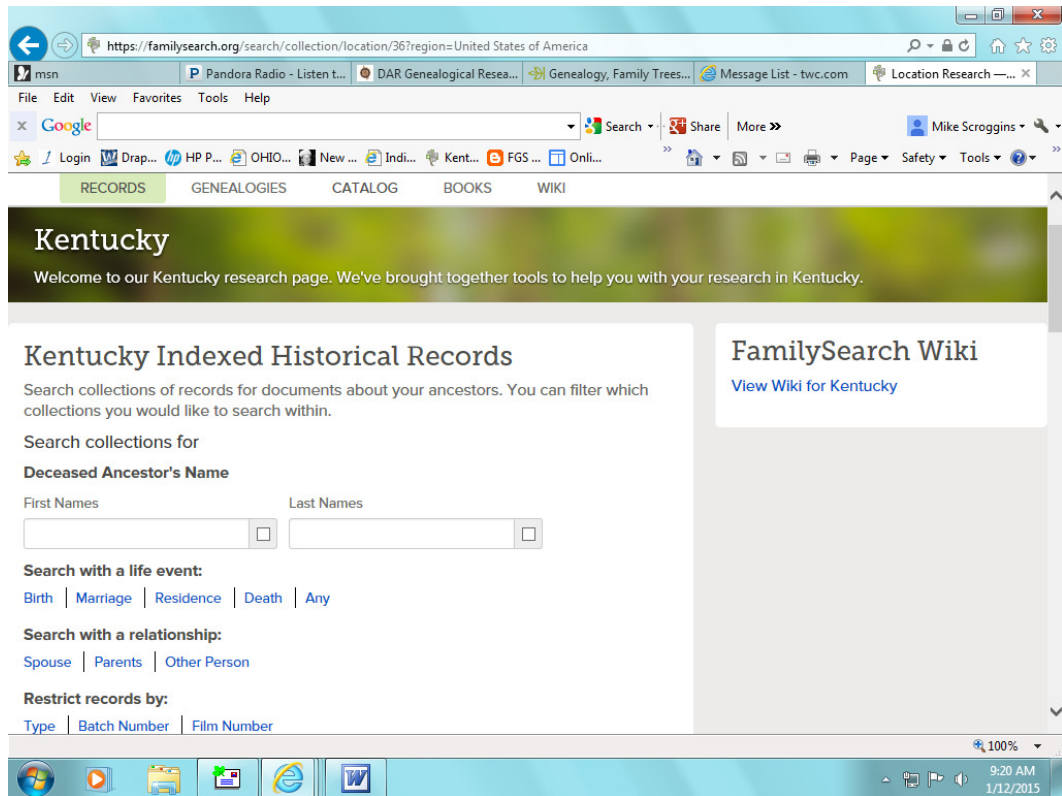 https://familysearch.org/search/collection/location/36?region=United States of America
msn Pandora Radio - Listen t... DAR Genealogical Resea... Genealogy, Family Trees... Message List - twc.com Location Research —...
File Edit View Favorites Tools Help
x Google Search Share More >> Mike Scroggins
Login Drap... HP P... OHIO... New ... Indi... Kent... FGS ... Onli... >> Page Safety Tools >>
RECORDS GENEALOGIES CATALOG BOOKS WIKI
Kentucky
Welcome to our Kentucky research page. We've brought together tools to help you with your research in Kentucky.
Kentucky Indexed Historical Records
Search collections of records for documents about your ancestors. You can filter which
collections you would like to search within.
Search collections for
Deceased Ancestor's Name
First Names Last Names
Search with a life event:
Birth | Marriage | Residence | Death | Any
Search with a relationship:
Spouse | Parents | Other Person
Restrict records by:
Type | Batch Number | Film Number
FamilySearch Wiki
View Wiki for Kentucky
100%
9:20 AM
1/12/2015